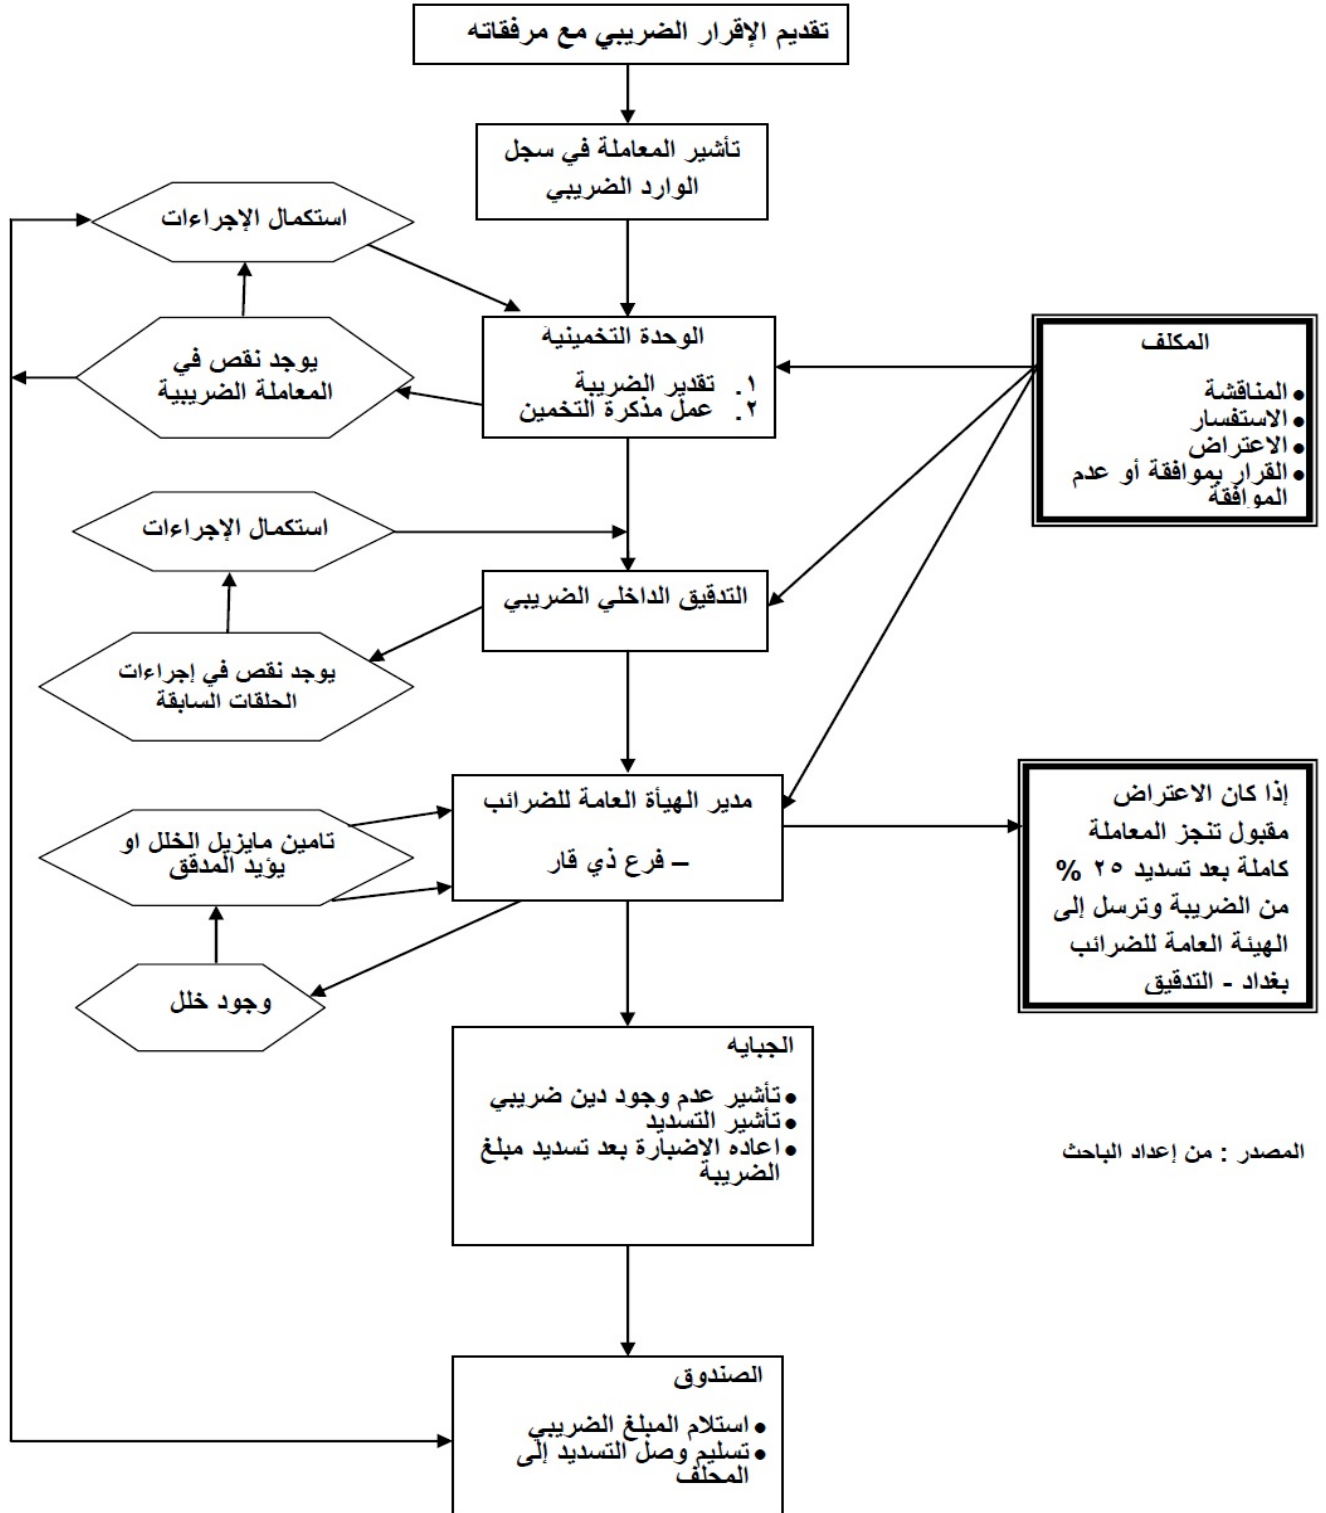 تقديم الإقرار الضريبي مع مرفقاته
تأشير المعاملة في سجل
الوارد الضريبي
استكمال الإجراءات
الوحدة التخمينية
١. تقدير الضريبة
٢. عمل مذكرة التخمين
يوجد نقص في
المعاملة الضريبية
المكلف
• المناقشة
• الاستفسار
• الاعتراض
• القرار بموافقة أو عدم
الموافقة
استكمال الإجراءات
التدقيق الداخلي الضريبي
يوجد نقص في إجراءات
الحلقات السابقة
مدير الهيأة العامة للضرائب
– فرع ذي قار
تامين مايزيل الخلل او
يؤيد المدقق
وجود خلل
إذا كان الاعتراض
مقبول تنجز المعاملة
كاملة بعد تسديد ٢٥ %
من الضريبة وترسل إلى
الهيئة العامة للضرائب
بغداد - التدقيق
الجبايه
• تأشير عدم وجود دين ضريبي
• تأشير التسديد
• اعاده الاضبارة بعد تسديد مبلغ
الضريبة
المصدر : من إعداد الباحث
الصندوق
• استلام المبلغ الضريبي
• تسليم وصل التسديد إلى
المحلف